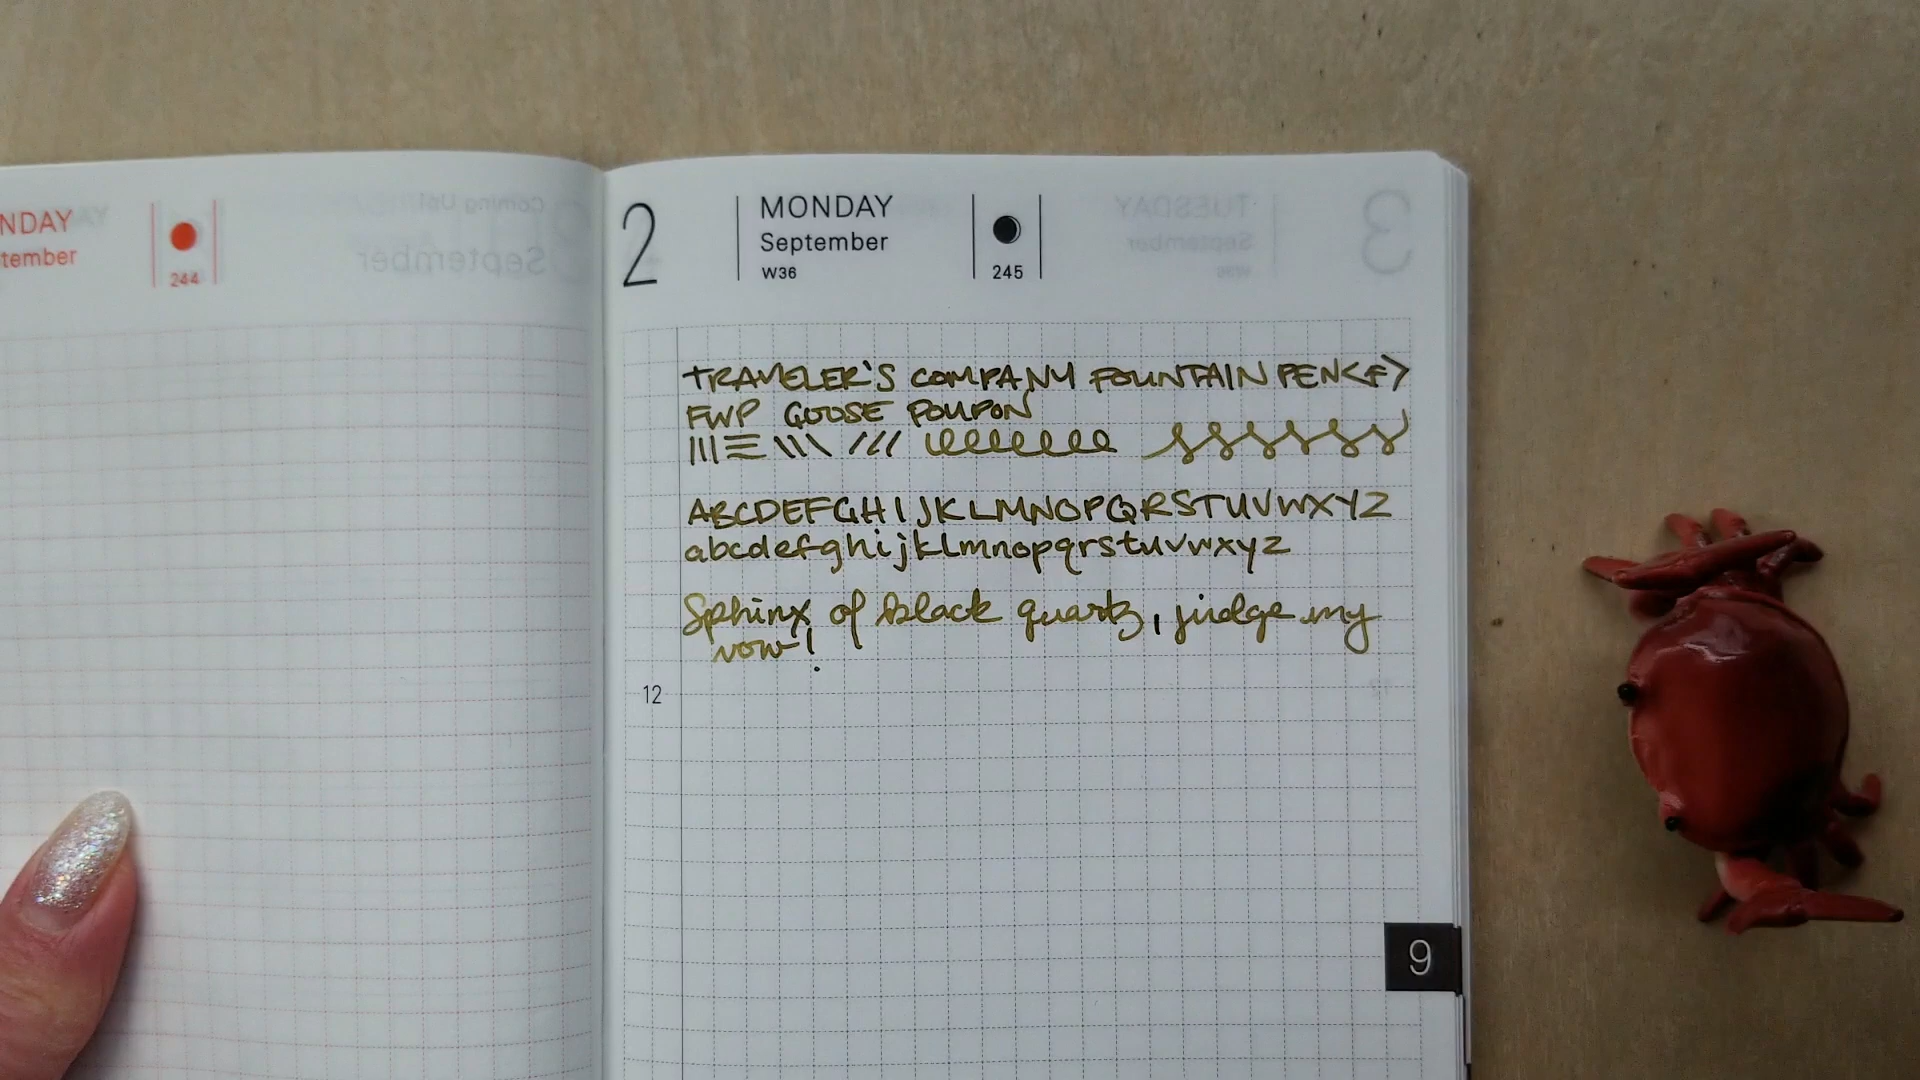 NDAY
tember
244
2
MONDAY
September
W36
245
TRAVELER'S COMPANY FOUNTAIN PEN <F>
FWP GOOSE POUPON
ABCDEFGHIJKLMNOPQRSTUVWXYZ
abcdefghijklmnopqrstuvwxyz
Sphinx of black quartz, judge my
vow!
12
9